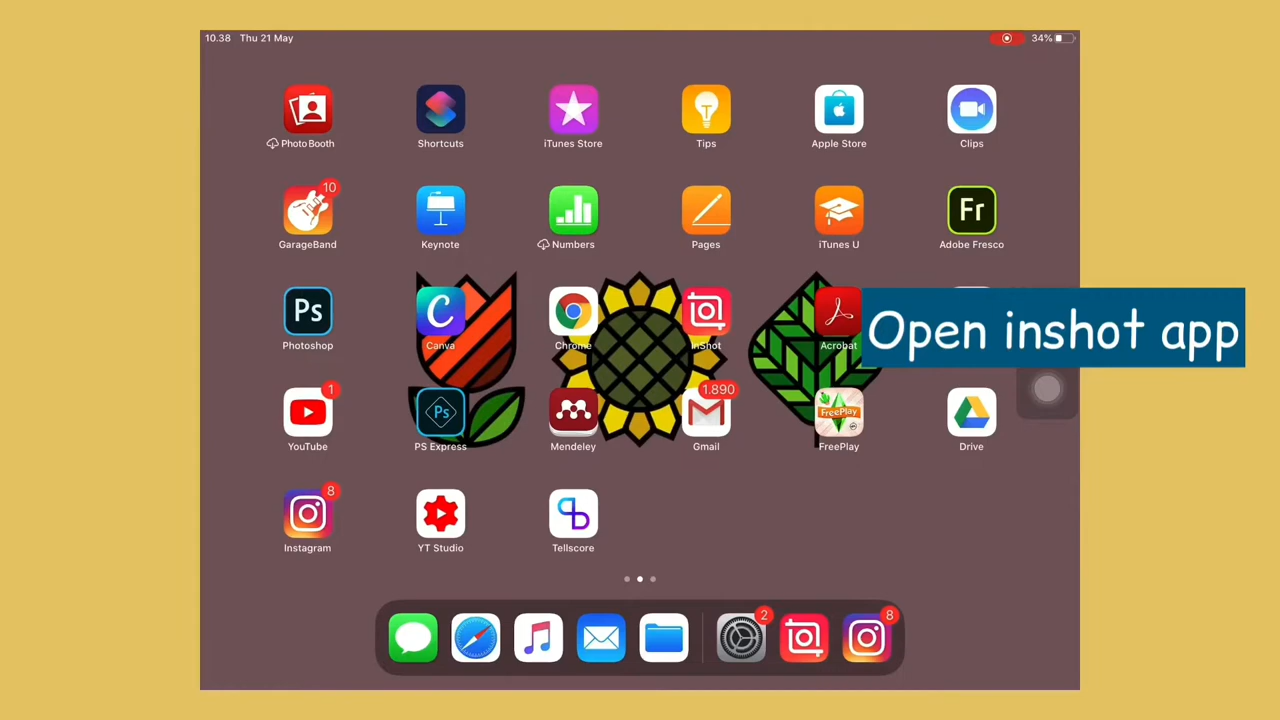 10.38 Thu 21 May
34%
Photo Booth
Shortcuts
iTunes Store
Tips
Apple Store
Clips
10
GarageBand
Keynote
Numbers
Pages
iTunes U
Fr
Adobe Fresco
Ps
Photoshop
C
Canva
Chrome
InShot
Acrobat
Open inshot app
1
YouTube
Ps
PS Express
Mendeley
1.890
Gmail
FreePlay
FreePlay
Drive
8
Instagram
YT Studio
Tellscore
2
8